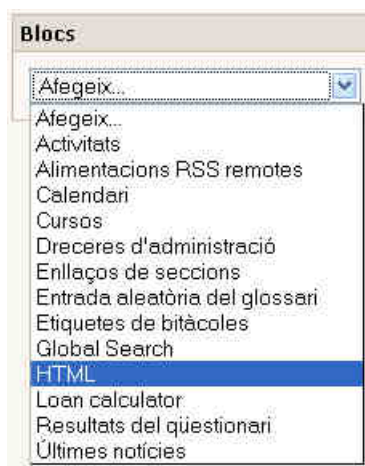 Blocs
Afegeix...
Afegeix...
Activitats
Alimentacions RSS remotes
Calendari
Cursos
Dreceres d'administració
Enllaços de seccions
Entrada aleatòria del glossari
Etiquetes de bitàcoles
Global Search
HTML
Loan calculator
Resultats del qüestionari
Últimes notícies